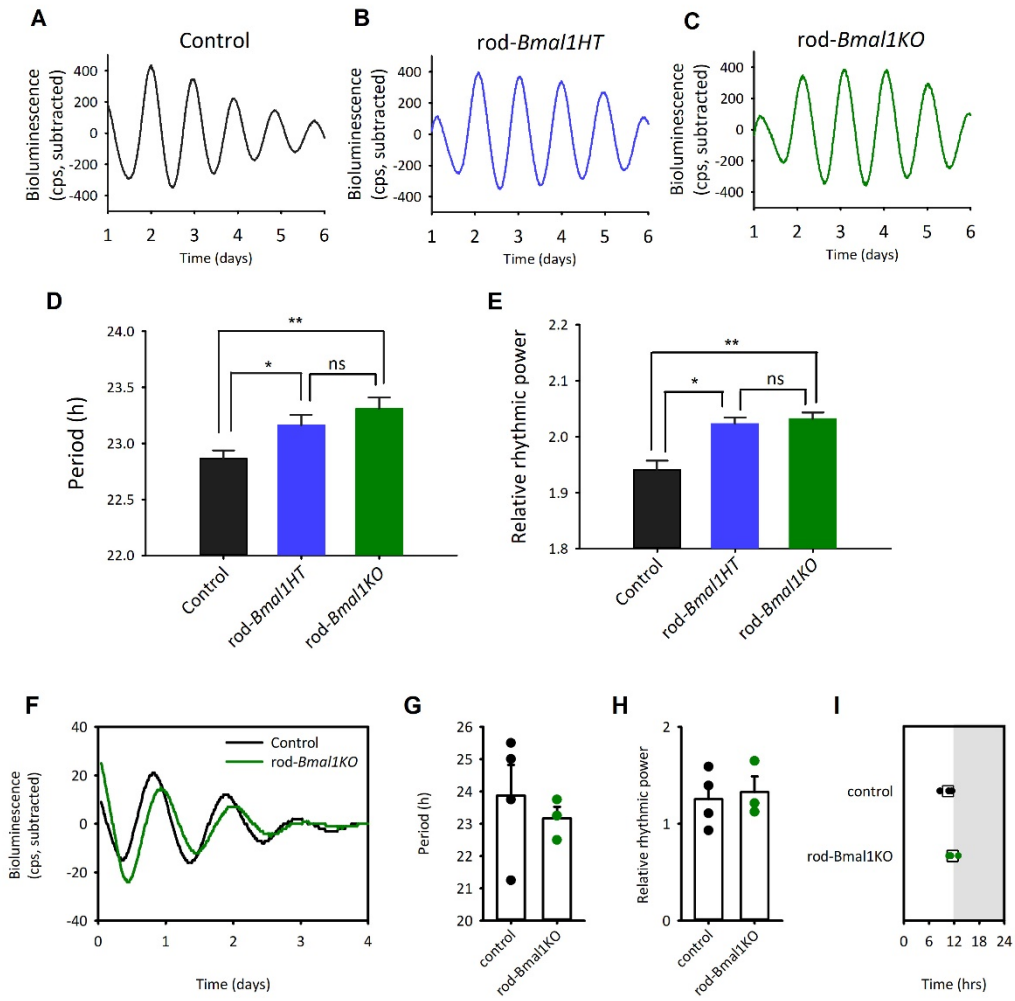 A
Control
Bioluminescence
(cps, subtracted)
400
200
0
-200
-400
1 2 3 4 5 6
Time (days)
B
rod-Bmal1HT
Bioluminescence
(cps, subtracted)
400
200
0
-200
-400
1 2 3 4 5 6
Time (days)
C
rod-Bmal1KO
Bioluminescence
(cps, subtracted)
400
200
0
-200
-400
1 2 3 4 5 6
Time (days)
D
Period (h)
24.0
23.5
23.0
22.5
22.0
**
*
ns
Control
rod-Bmal1HT
rod-Bmal1KO
E
Relative rhythmic power
2.2
2.1
2.0
1.9
1.8
**
*
ns
Control
rod-Bmal1HT
rod-Bmal1KO
F
Bioluminescence
(cps, subtracted)
40
20
0
-20
-40
Control
rod-Bmal1KO
0 1 2 3 4
Time (days)
G
Period (h)
26
25
24
23
22
21
20
control
rod-Bmal1KO
H
Relative rhythmic power
2
1
0
control
rod-Bmal1KO
I
control
rod-Bmal1KO
0 6 12 18 24
Time (hrs)